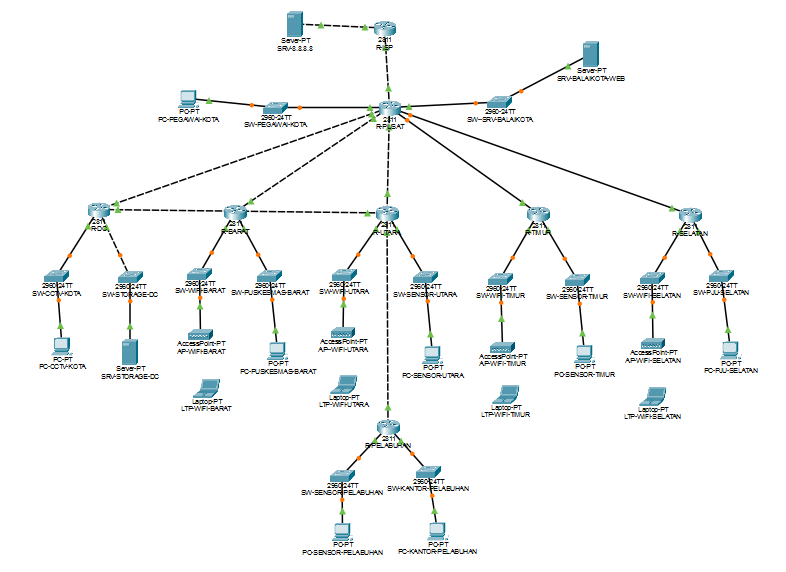 Server-PT
SRV-8.8.8.8
2811
R-ISP
Server-PT
SRV-BALAIKOTA-WEB
PC-PT
PC-PEGAWAI-KOTA
2960-24TT
SW-PEGAWAI-KOTA
2811
R-PUSAT
2960-24TT
SW-SRV-BALAIKOTA
2811
R-DC
2811
R-BARAT
2811
R-UTARA
2811
R-TIMUR
2811
R-SELATAN
2960-24TT
SW-CCTV-KOTA
2960-24TT
SW-STORAGE-DC
2960-24TT
SW-WIFI-BARAT
2960-24TT
SW-PUSKESMAS-BARAT
2960-24TT
SW-WIFI-UTARA
2960-24TT
SW-SENSOR-UTARA
2960-24TT
SW-WIFI-TIMUR
2960-24TT
SW-SENSOR-TIMUR
2960-24TT
SW-WIFI-SELATAN
2960-24TT
SW-PJU-SELATAN
PC-PT
PC-CCTV-KOTA
Server-PT
SRV-STORAGE-DC
AccessPoint-PT
AP-WIFI-BARAT
PC-PT
PC-PUSKESMAS-BARAT
AccessPoint-PT
AP-WIFI-UTARA
PC-PT
PC-SENSOR-UTARA
AccessPoint-PT
AP-WIFI-TIMUR
PC-PT
PC-SENSOR-TIMUR
AccessPoint-PT
AP-WIFI-SELATAN
PC-PT
PC-PJU-SELATAN
Laptop-PT
LTP-WIFI-BARAT
Laptop-PT
LTP-WIFI-UTARA
Laptop-PT
LTP-WIFI-TIMUR
Laptop-PT
LTP-WIFI-SELATAN
2811
R-PELABUHAN
2960-24TT
SW-SENSOR-PELABUHAN
2960-24TT
SW-KANTOR-PELABUHAN
PC-PT
PC-SENSOR-PELABUHAN
PC-PT
PC-KANTOR-PELABUHAN